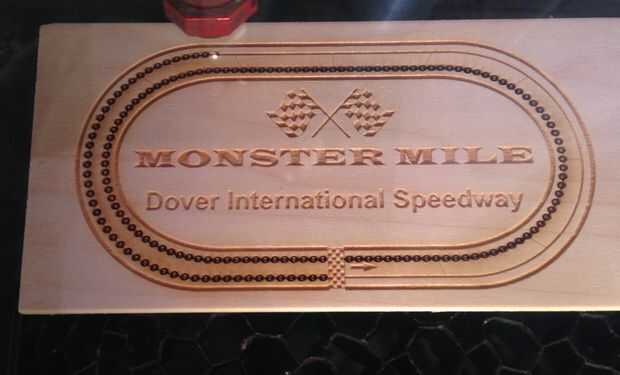 MONSTER MILE
Dover International Speedway